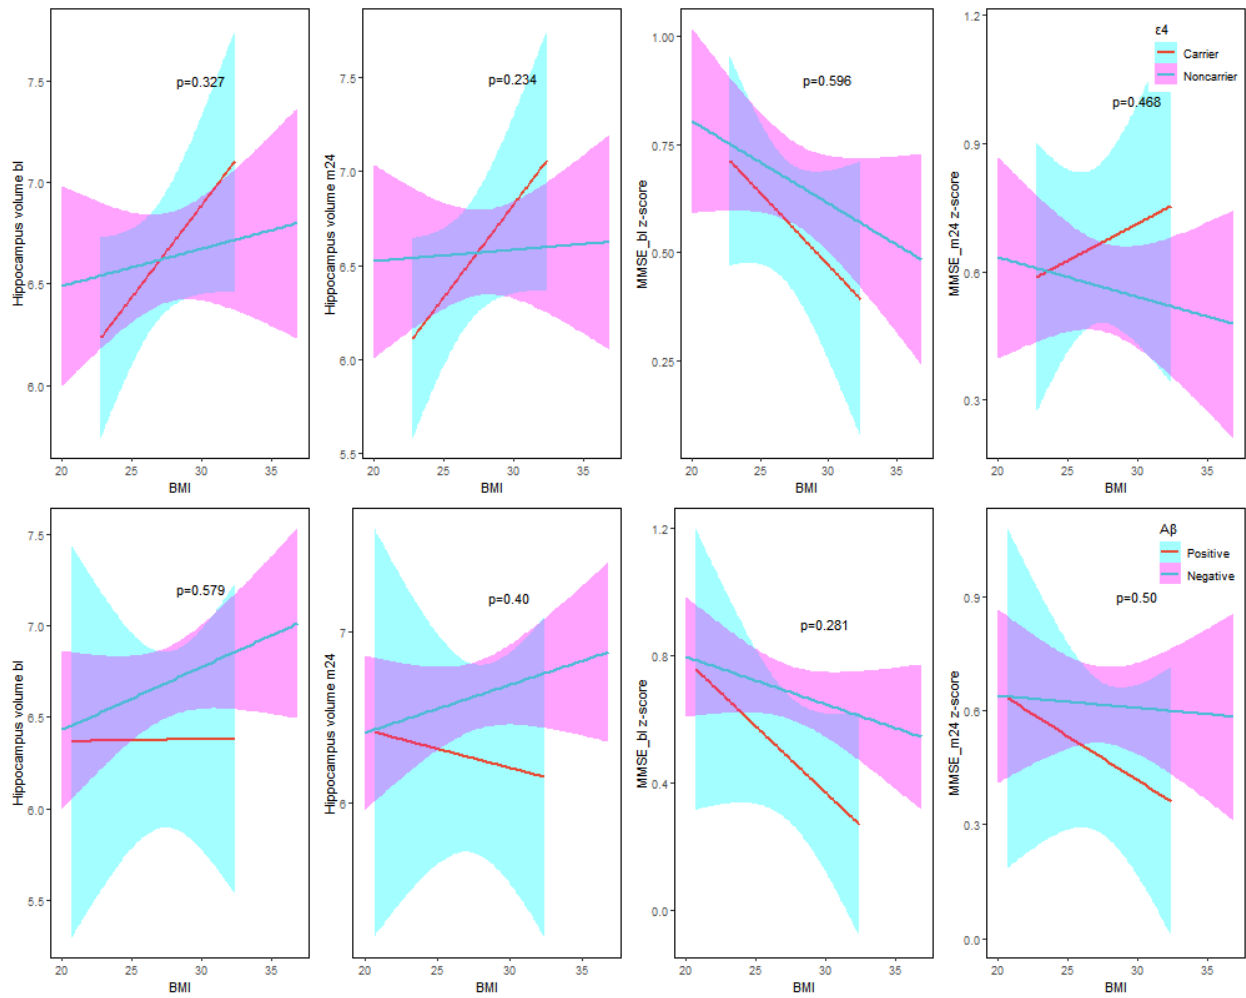 Hippocampus volume bl
7.5
7.0
6.5
6.0
p=0.327
20 25 30 35
BMI
Hippocampus volume m24
7.5
7.0
6.5
6.0
5.5
p=0.234
20 25 30 35
BMI
MMSE_bl z-score
1.00
0.75
0.50
0.25
p=0.596
20 25 30 35
BMI
MMSE_m24 z-score
1.2
0.9
0.6
0.3
ε4
Carrier
Noncarrier
p=0.468
20 25 30 35
BMI
Hippocampus volume bl
7.5
7.0
6.5
6.0
5.5
p=0.579
20 25 30 35
BMI
Hippocampus volume m24
7
6
p=0.40
20 25 30 35
BMI
MMSE_bl z-score
1.2
0.8
0.4
0.0
p=0.281
20 25 30 35
BMI
MMSE_m24 z-score
0.9
0.6
0.3
0.0
Aβ
Positive
Negative
p=0.50
20 25 30 35
BMI